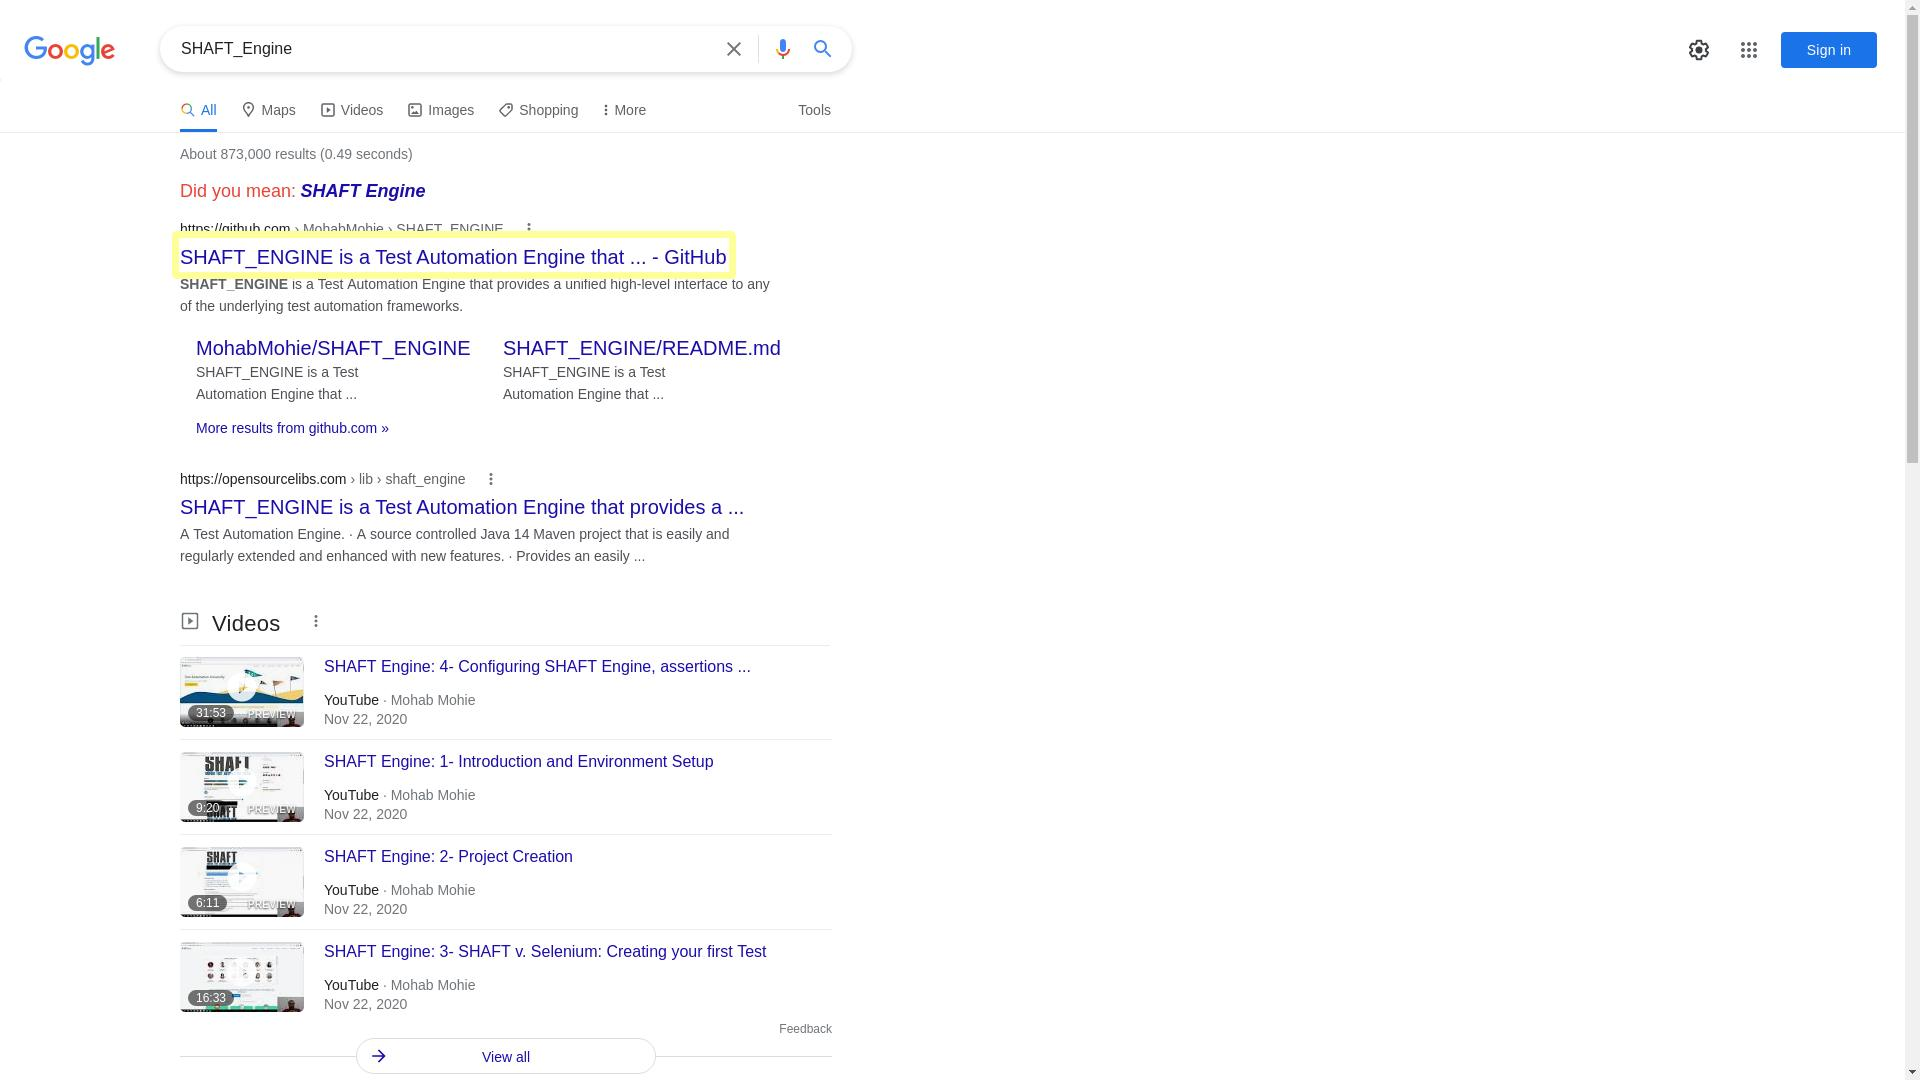 Google
SHAFT_Engine
Sign in
All
Maps
Videos
Images
Shopping
More
Tools
About 873,000 results (0.49 seconds)
Did you mean: SHAFT Engine
https://github.com › MohabMohie › SHAFT_ENGINE
SHAFT_ENGINE is a Test Automation Engine that ... - GitHub
SHAFT_ENGINE is a Test Automation Engine that provides a unified high-level interface to any
of the underlying test automation frameworks.
MohabMohie/SHAFT_ENGINE
SHAFT_ENGINE is a Test
Automation Engine that ...
SHAFT_ENGINE/README.md
SHAFT_ENGINE is a Test
Automation Engine that ...
More results from github.com »
https://opensourcelibs.com › lib › shaft_engine
SHAFT_ENGINE is a Test Automation Engine that provides a ...
A Test Automation Engine. · A source controlled Java 14 Maven project that is easily and
regularly extended and enhanced with new features. · Provides an easily ...
Videos
31:53
PREVIEW
SHAFT Engine: 4- Configuring SHAFT Engine, assertions ...
YouTube · Mohab Mohie
Nov 22, 2020
SHAFT
9:20
PREVIEW
SHAFT
SHAFT Engine: 1- Introduction and Environment Setup
YouTube · Mohab Mohie
Nov 22, 2020
SHAFT
6:11
PREVIEW
SHAFT Engine: 2- Project Creation
YouTube · Mohab Mohie
Nov 22, 2020
16:33
SHAFT Engine: 3- SHAFT v. Selenium: Creating your first Test
YouTube · Mohab Mohie
Nov 22, 2020
Feedback
View all